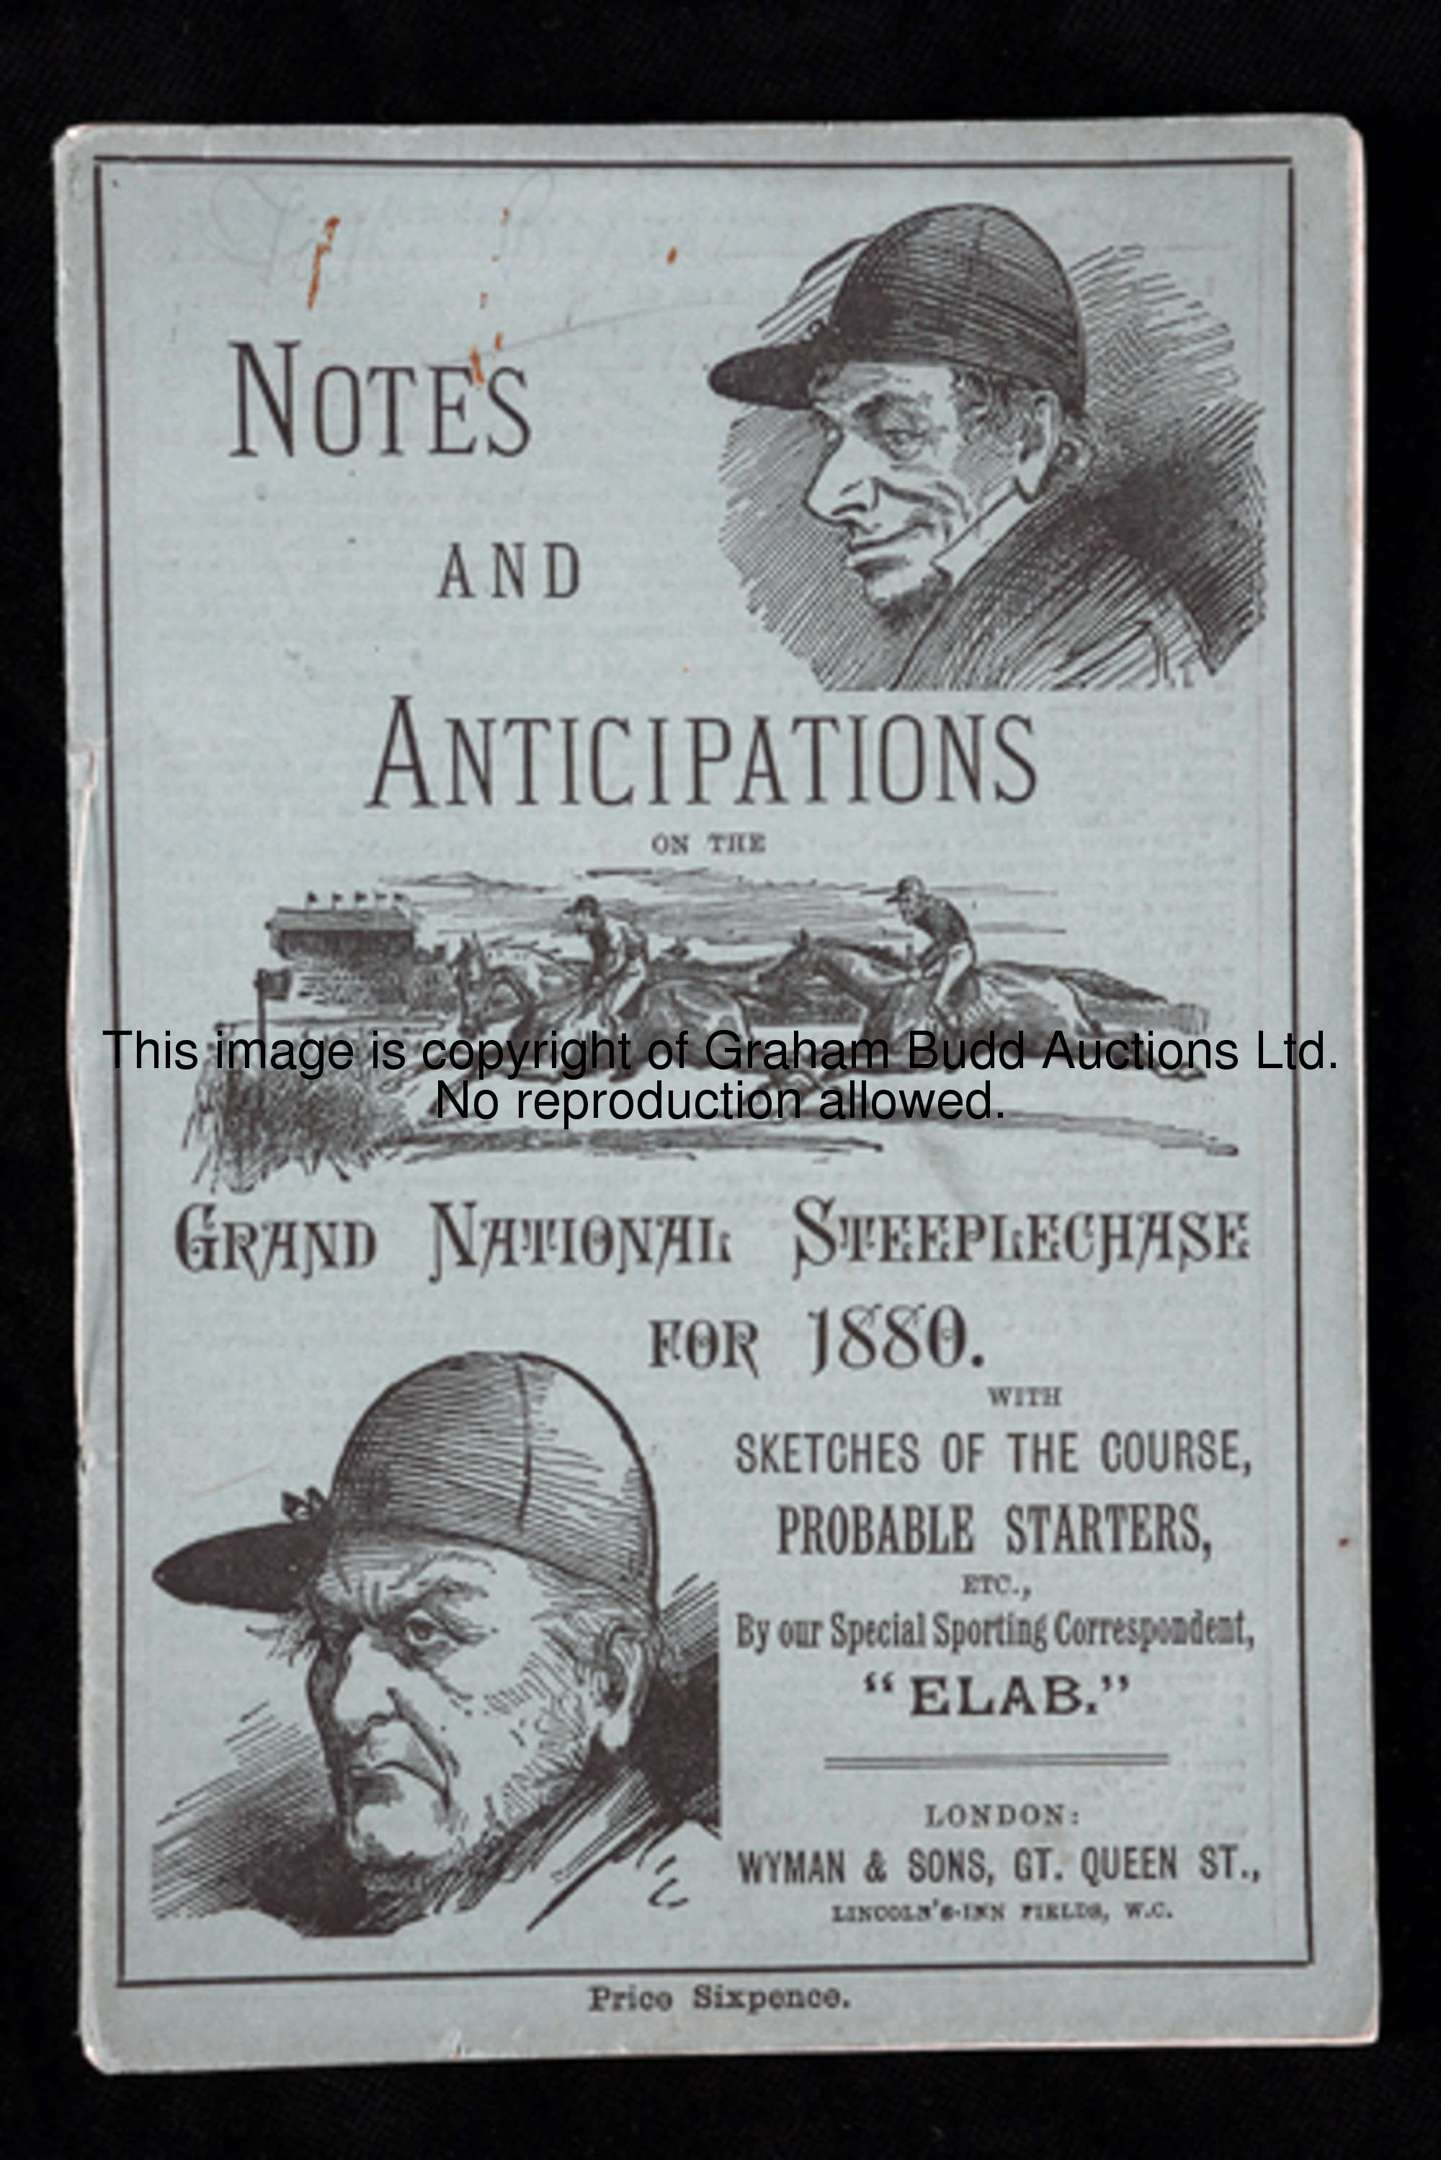 NOTES
AND
ANTICIPATIONS
ON THE
This image is copyright of Graham Budd Auctions Ltd.
No reproduction allowed.
GRAND NATIONAL STEEPLECHASE
FOR 1880.
WITH
SKETCHES OF THE COURSE,
PROBABLE STARTERS,
ETC.,
By our Special Sporting Correspondent,
"ELAB."
LONDON:
WYMAN & SONS, GT. QUEEN ST.,
LINCOLN'S-INN FIELDS, W.C.
Price Sixpence.